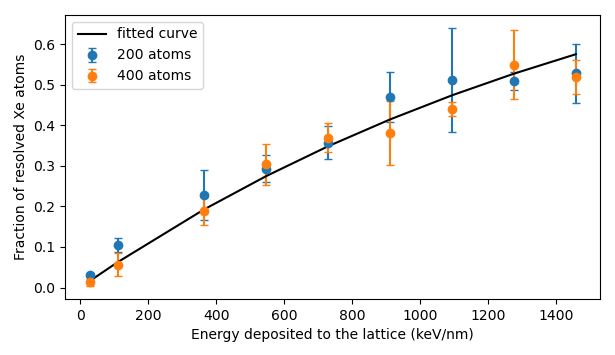 fitted curve
200 atoms
400 atoms
Fraction of resolved Xe atoms
0.6
0.5
0.4
0.3
0.2
0.1
0.0
0 200 400 600 800 1000 1200 1400
Energy deposited to the lattice (keV/nm)